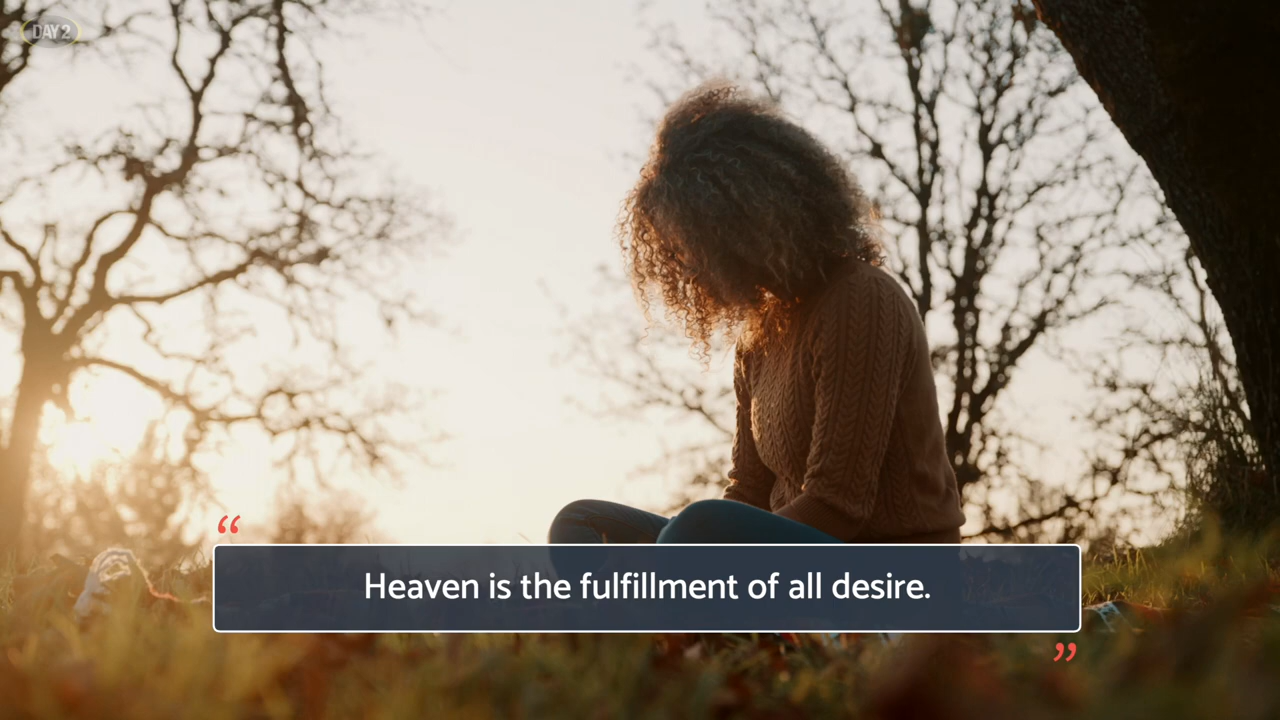 DAY 2
“
Heaven is the fulfillment of all desire.
”